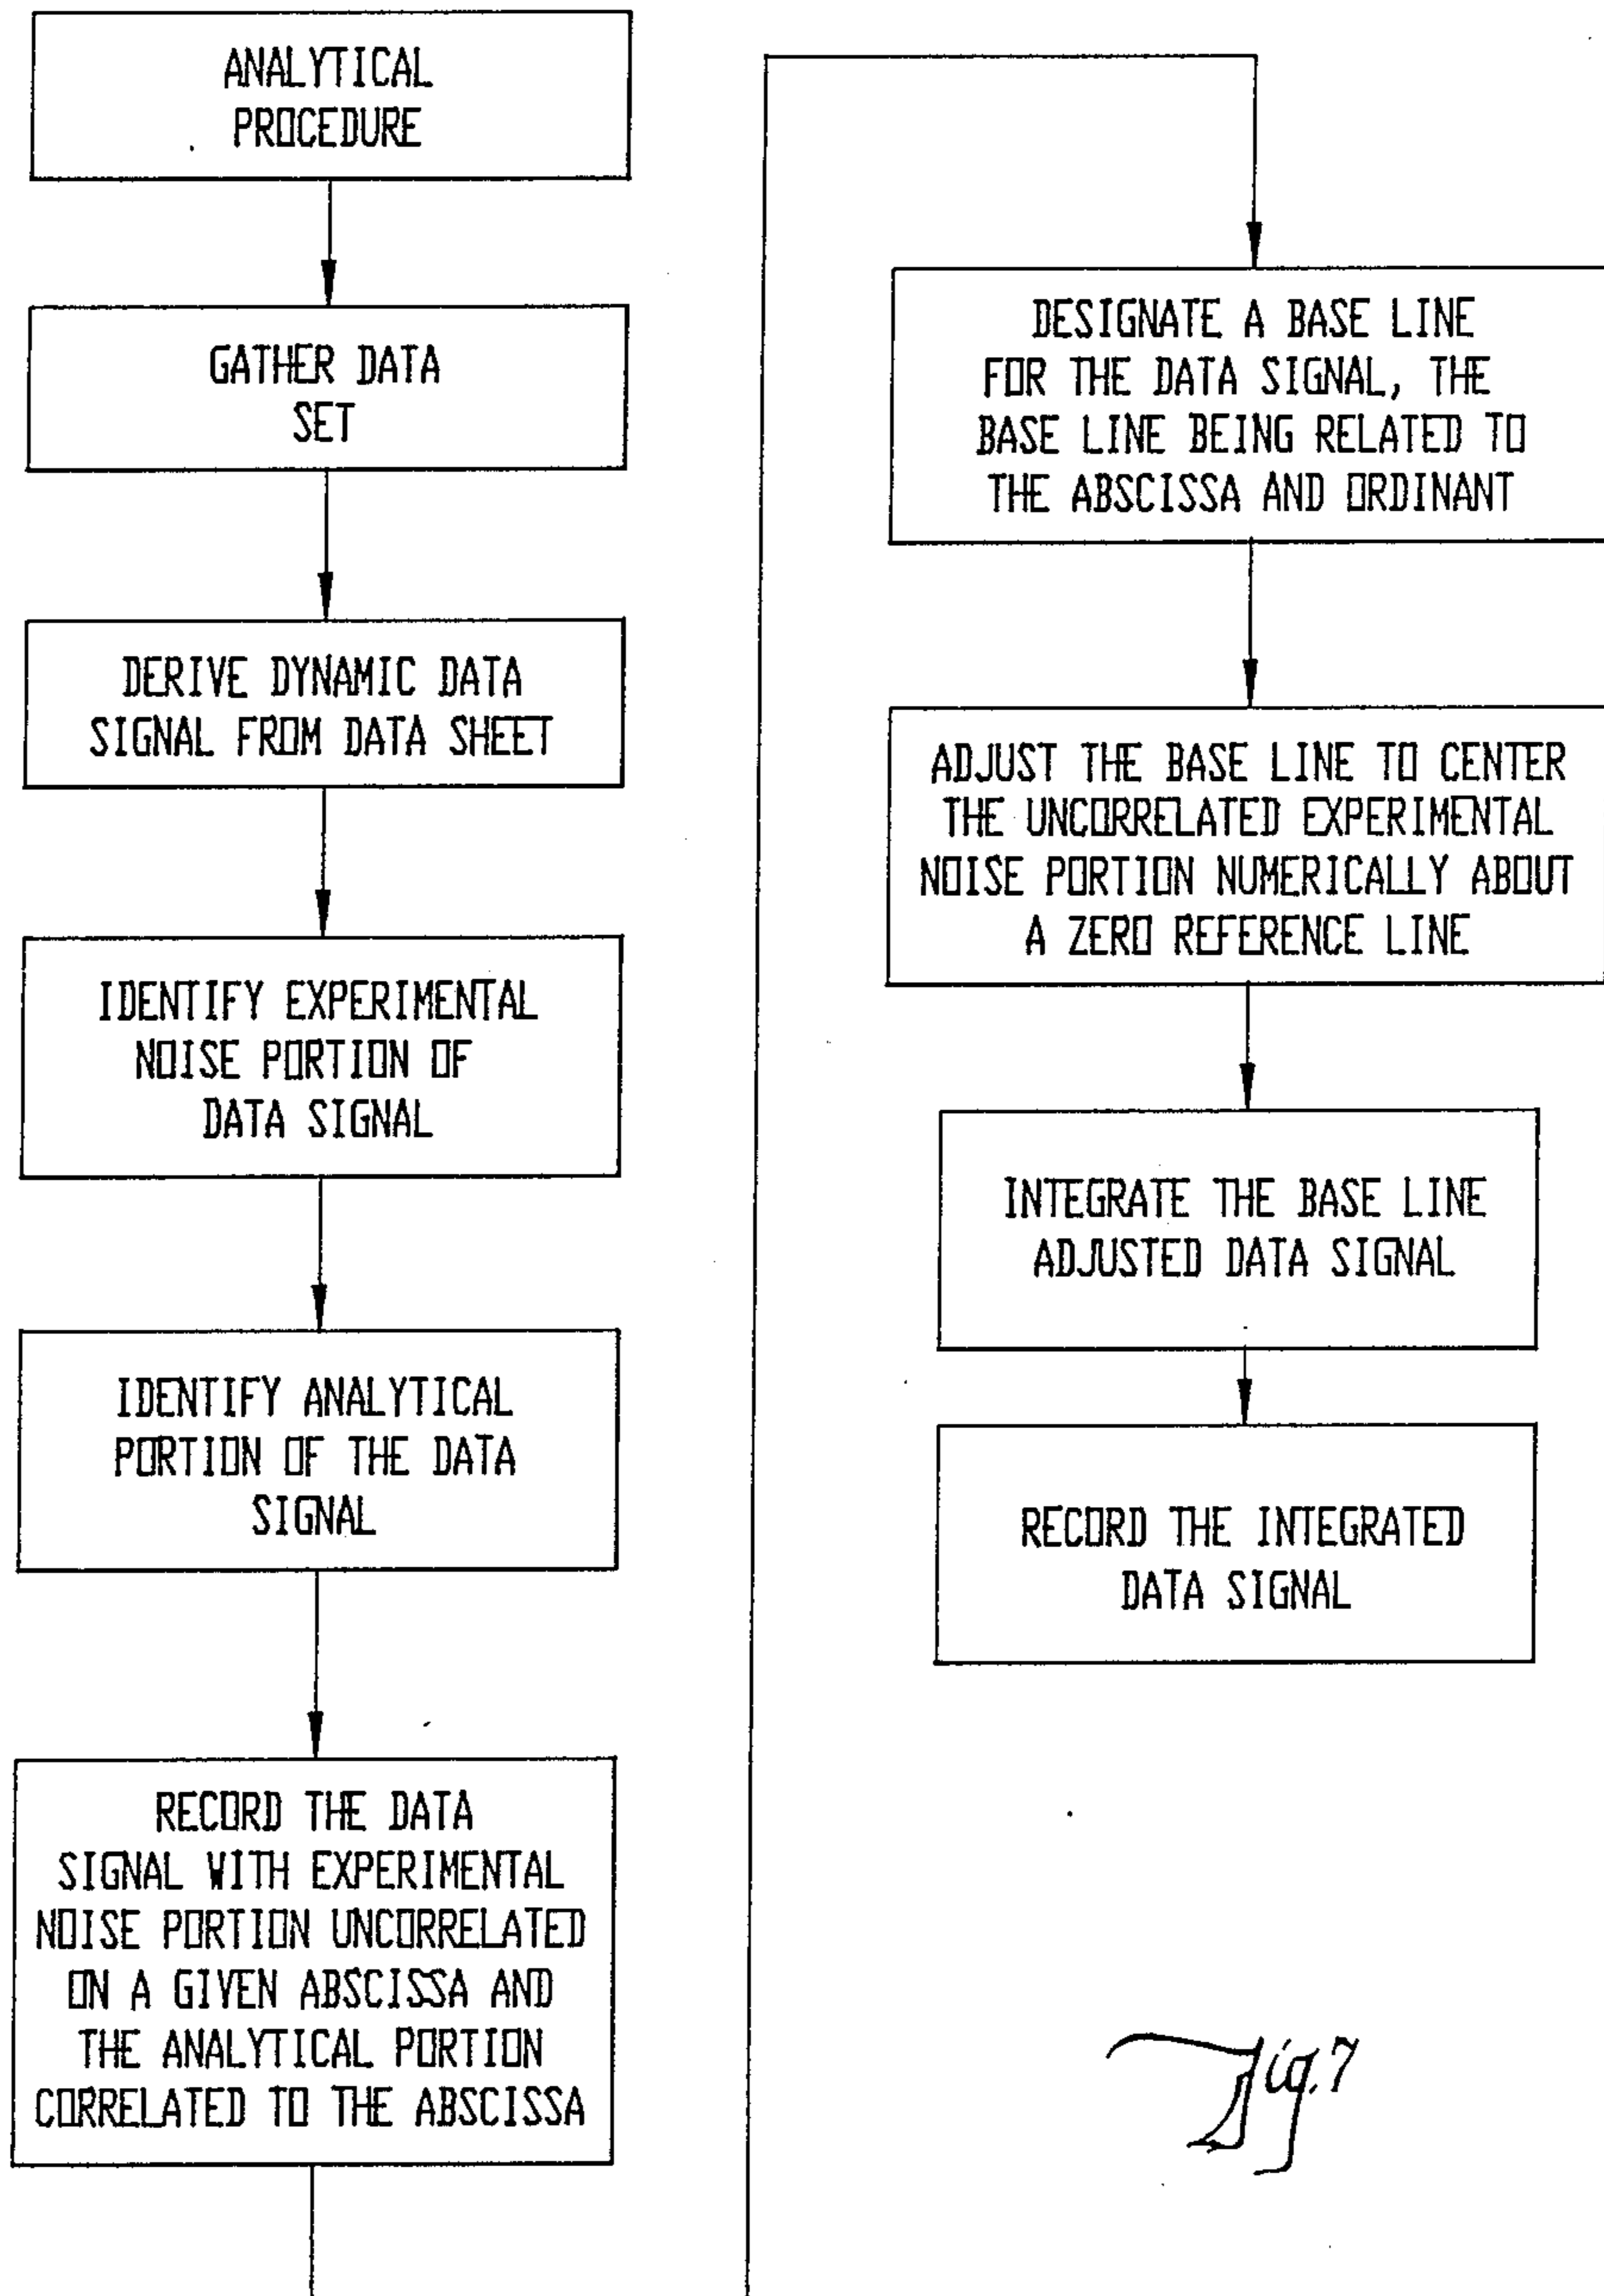 ANALYTICAL
PROCEDURE
GATHER DATA
SET
DERIVE DYNAMIC DATA
SIGNAL FROM DATA SHEET
IDENTIFY EXPERIMENTAL
NOISE PORTION OF
DATA SIGNAL
IDENTIFY ANALYTICAL
PORTION OF THE DATA
SIGNAL
RECORD THE DATA
SIGNAL WITH EXPERIMENTAL
NOISE PORTION UNCORRELATED
ON A GIVEN ABSCISSA AND
THE ANALYTICAL PORTION
CORRELATED TO THE ABSCISSA
DESIGNATE A BASE LINE
FOR THE DATA SIGNAL, THE
BASE LINE BEING RELATED TO
THE ABSCISSA AND ORDINANT
ADJUST THE BASE LINE TO CENTER
THE UNCORRELATED EXPERIMENTAL
NOISE PORTION NUMERICALLY ABOUT
A ZERO REFERENCE LINE
INTEGRATE THE BASE LINE
ADJUSTED DATA SIGNAL
RECORD THE INTEGRATED
DATA SIGNAL
Fig. 7